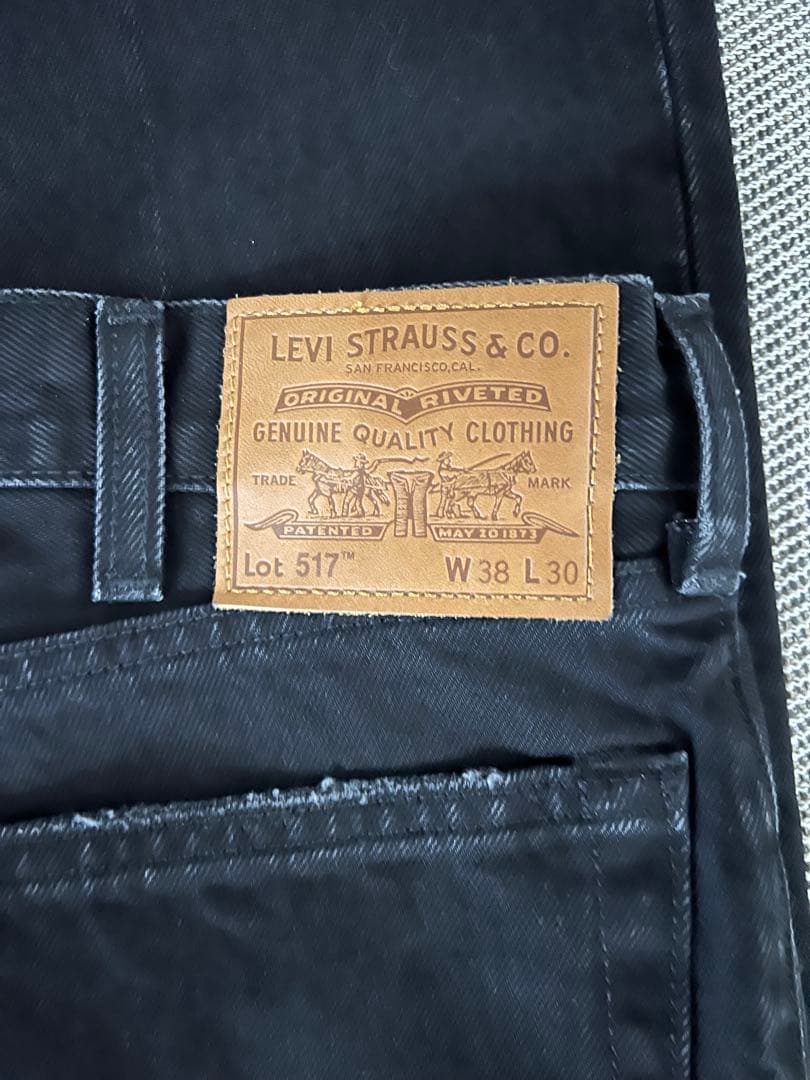 LEVI STRAUSS & CO.
SAN FRANCISCO, CAL.
ORIGINAL RIVETED
GENUINE QUALITY CLOTHING
TRADE MARK
PATENTED MAY 20 1873
Lot 517™ W 38 L 30